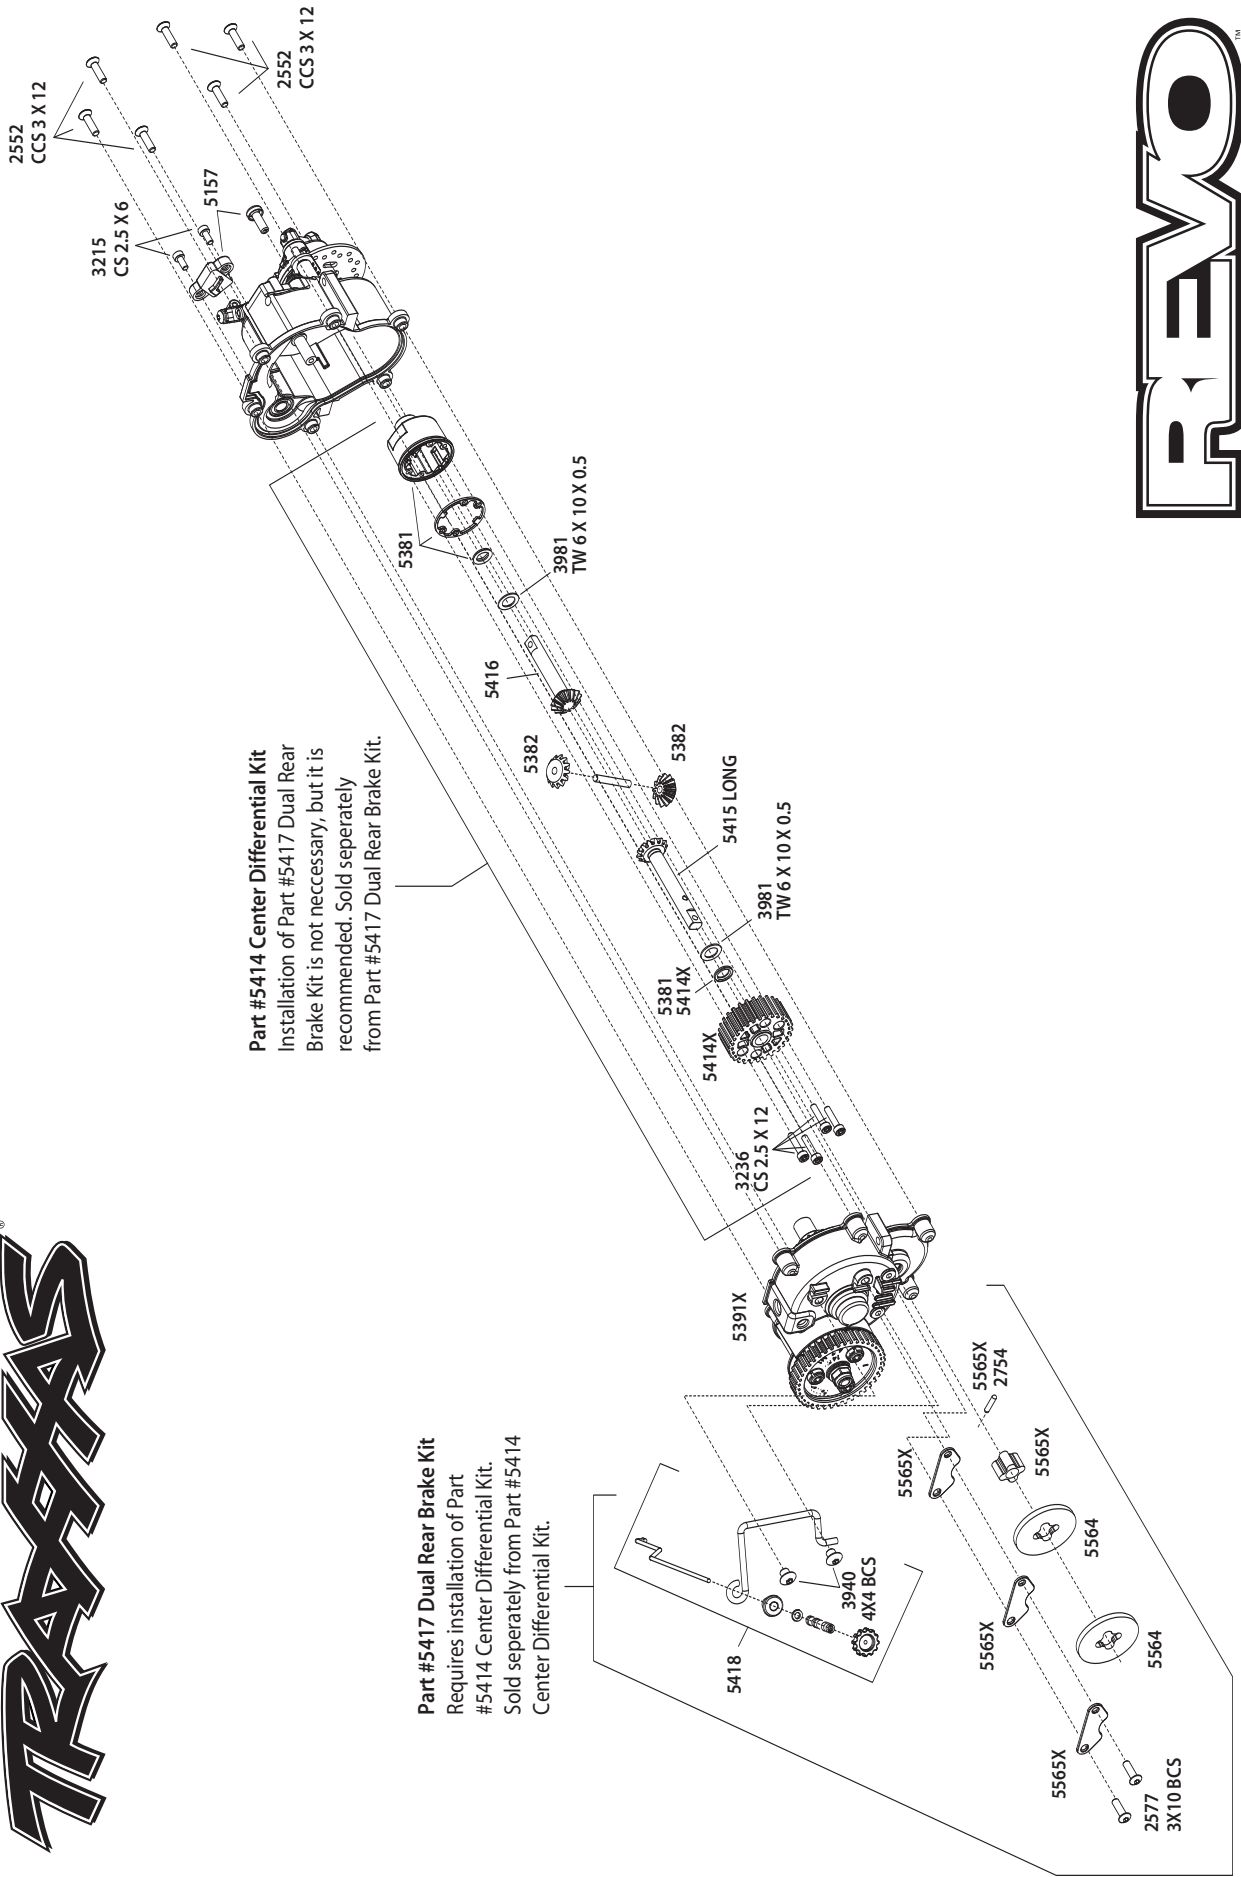 TRAXXAS
®
REVO
™
Part #5414 Center Differential Kit
Installation of Part #5417 Dual Rear
Brake Kit is not neccessary, but it is
recommended. Sold seperately
from Part #5417 Dual Rear Brake Kit.
Part #5417 Dual Rear Brake Kit
Requires installation of Part
#5414 Center Differential Kit.
Sold seperately from Part #5414
Center Differential Kit.
2552
CCS 3 X 12
2552
CCS 3 X 12
3215
CS 2.5 X 6
5157
5381
3981
TW 6 X 10 X 0.5
5416
5382
5382
5415 LONG
3981
TW 6 X 10 X 0.5
5381
5414X
5414X
3236
CS 2.5 X 12
5391X
5565X
2754
5565X
5565X
5564
3940
4X4 BCS
5418
5565X
5564
5565X
2577
3X10 BCS